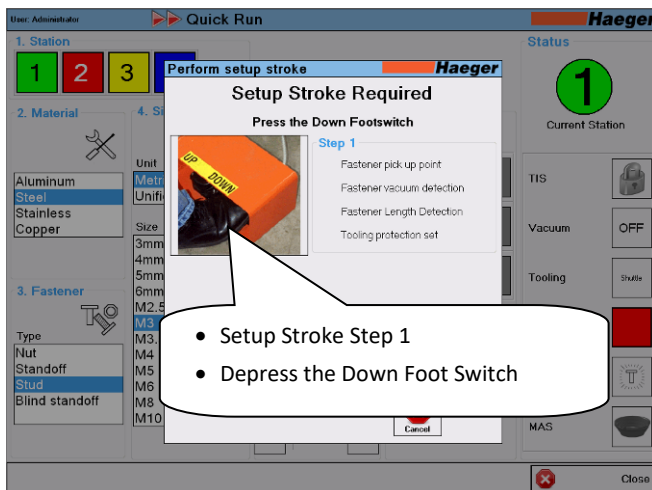 User: Administrator
Quick Run
Haeger
1. Station
1
2
3
2. Material
Aluminum
Steel
Stainless
Copper
3. Fastener
Type
Nut
Standoff
Stud
Blind standoff
4. Si
Unit
Metri
Unifi
Size
3mm
4mm
5mm
6mm
M2.5
M3
M3.
M4
M5
M6
M8
M10
Perform setup stroke
Haeger
Setup Stroke Required
Press the Down Footswitch
UP DOWN
Step 1
Fastener pick up point
Fastener vacuum detection
Fastener Length Detection
Tooling protection set
• Setup Stroke Step 1
• Depress the Down Foot Switch
Cancel
Status
1
Current Station
TIS
Vacuum
OFF
Tooling
Shuttle
MAS
Close